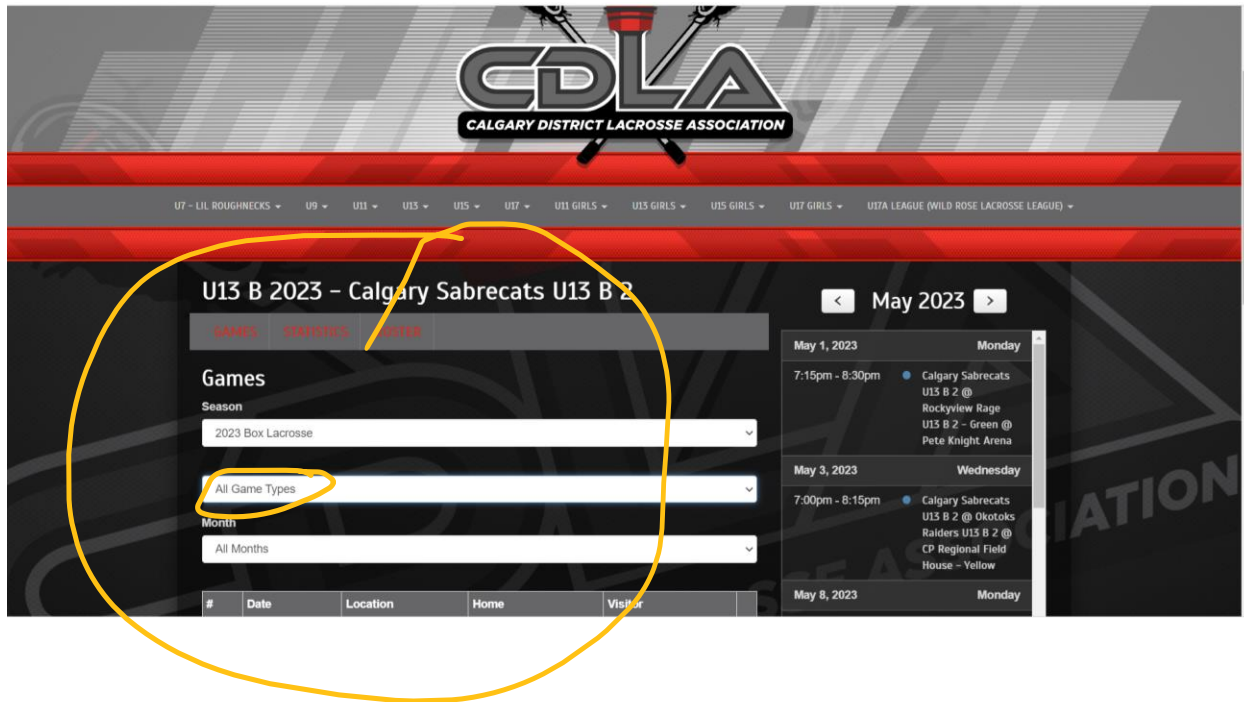 CDLA
CALGARY DISTRICT LACROSSE ASSOCIATION
U7 - LIL ROUGHNECKS U9 U11 U13 U15 U17 U11 GIRLS U13 GIRLS U15 GIRLS U17 GIRLS U17A LEAGUE (WILD ROSE LACROSSE LEAGUE)
U13 B 2023 - Calgary Sabrecats U13 B 2
GAMES STATISTICS ROSTER
Games
Season
2023 Box Lacrosse
All Game Types
Month
All Months
# Date Location Home Visitor
< May 2023 >
May 1, 2023 Monday
7:15pm - 8:30pm Calgary Sabrecats
U13 B 2 @
Rockyview Rage
U13 B 2 - Green @
Pete Knight Arena
May 3, 2023 Wednesday
7:00pm - 8:15pm Calgary Sabrecats
U13 B 2 @ Okotoks
Raiders U13 B 2 @
CP Regional Field
House - Yellow
May 8, 2023 Monday